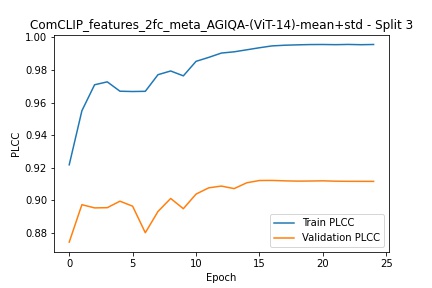 ComCLIP_features_2fc_meta_AGIQA-(ViT-14)-mean+std - Split 3
1.00
0.98
0.96
0.94
0.92
0.90
0.88
PLCC
Train PLCC
Validation PLCC
0 5 10 15 20 25
Epoch